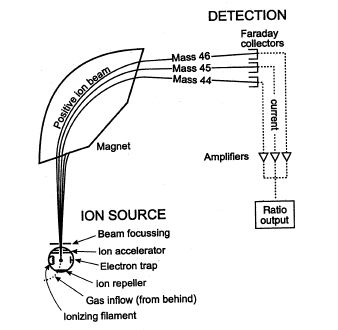 DETECTION
Faraday
collectors
Mass 46
Mass 45
Mass 44
Positive ion beam
current
Magnet
Amplifiers
Ratio
output
ION SOURCE
Beam focussing
Ion accelerator
Electron trap
Ion repeller
Gas inflow (from behind)
Ionizing filament